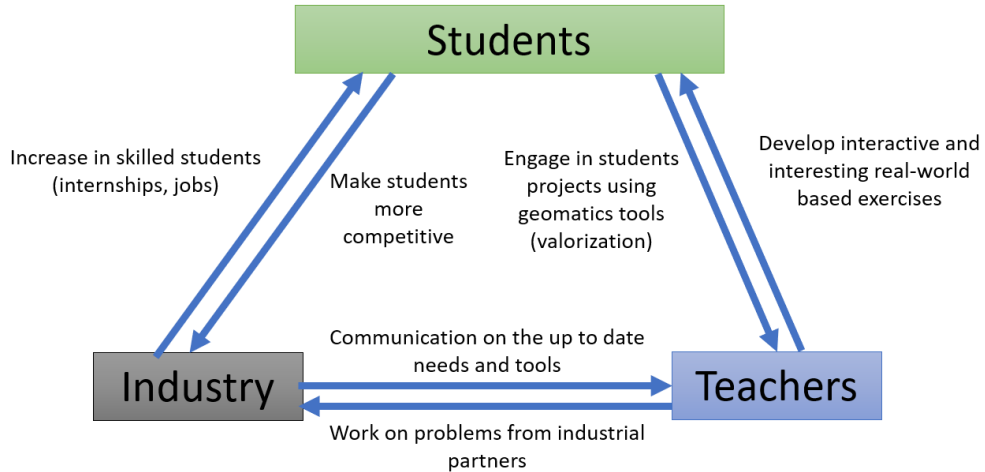 Students
Increase in skilled students
(internships, jobs)
Make students
more
competitive
Engage in students
projects using
geomatics tools
(valorization)
Develop interactive and
interesting real-world
based exercises
Communication on the up to date
needs and tools
Industry
Teachers
Work on problems from industrial
partners